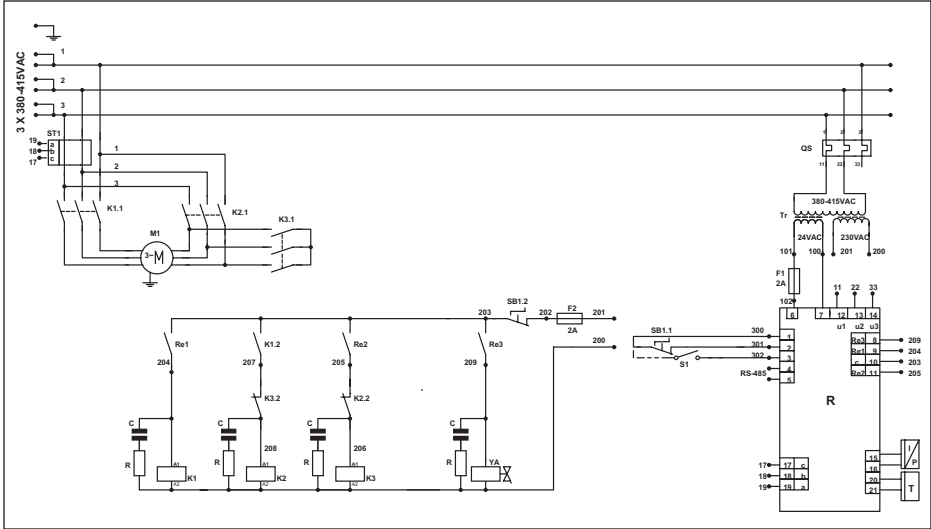 3 X 380-415VAC
1
2
3
ST1
19 a
18 b
17 c
1
2
3
K1.1
K2.1
K3.1
M1
3~M
QS
1 2 3
11 22 33
380-415VAC
Tr
24VAC 230VAC
101 100 201 200
F1
2A
102
11 22 33
6 7 12 13 14
u1 u2 u3
203 SB1.2 202 F2 201
2A
200
SB1.1
300 1
301 2
302 3
S1
RS-485 4
5
Re3 8 209
Re1 9 204
c 10 203
Re2 11 205
R
Re1 K1.2 Re2 Re3
204 207 205 209
K3.2 K2.2
C C C C
208 206
R R R R
A1 A1 A1 YA
K1 K2 K3
A2 A2 A2
17 17 c
18 18 b
19 19 a
15
16
20
21
I
P
T